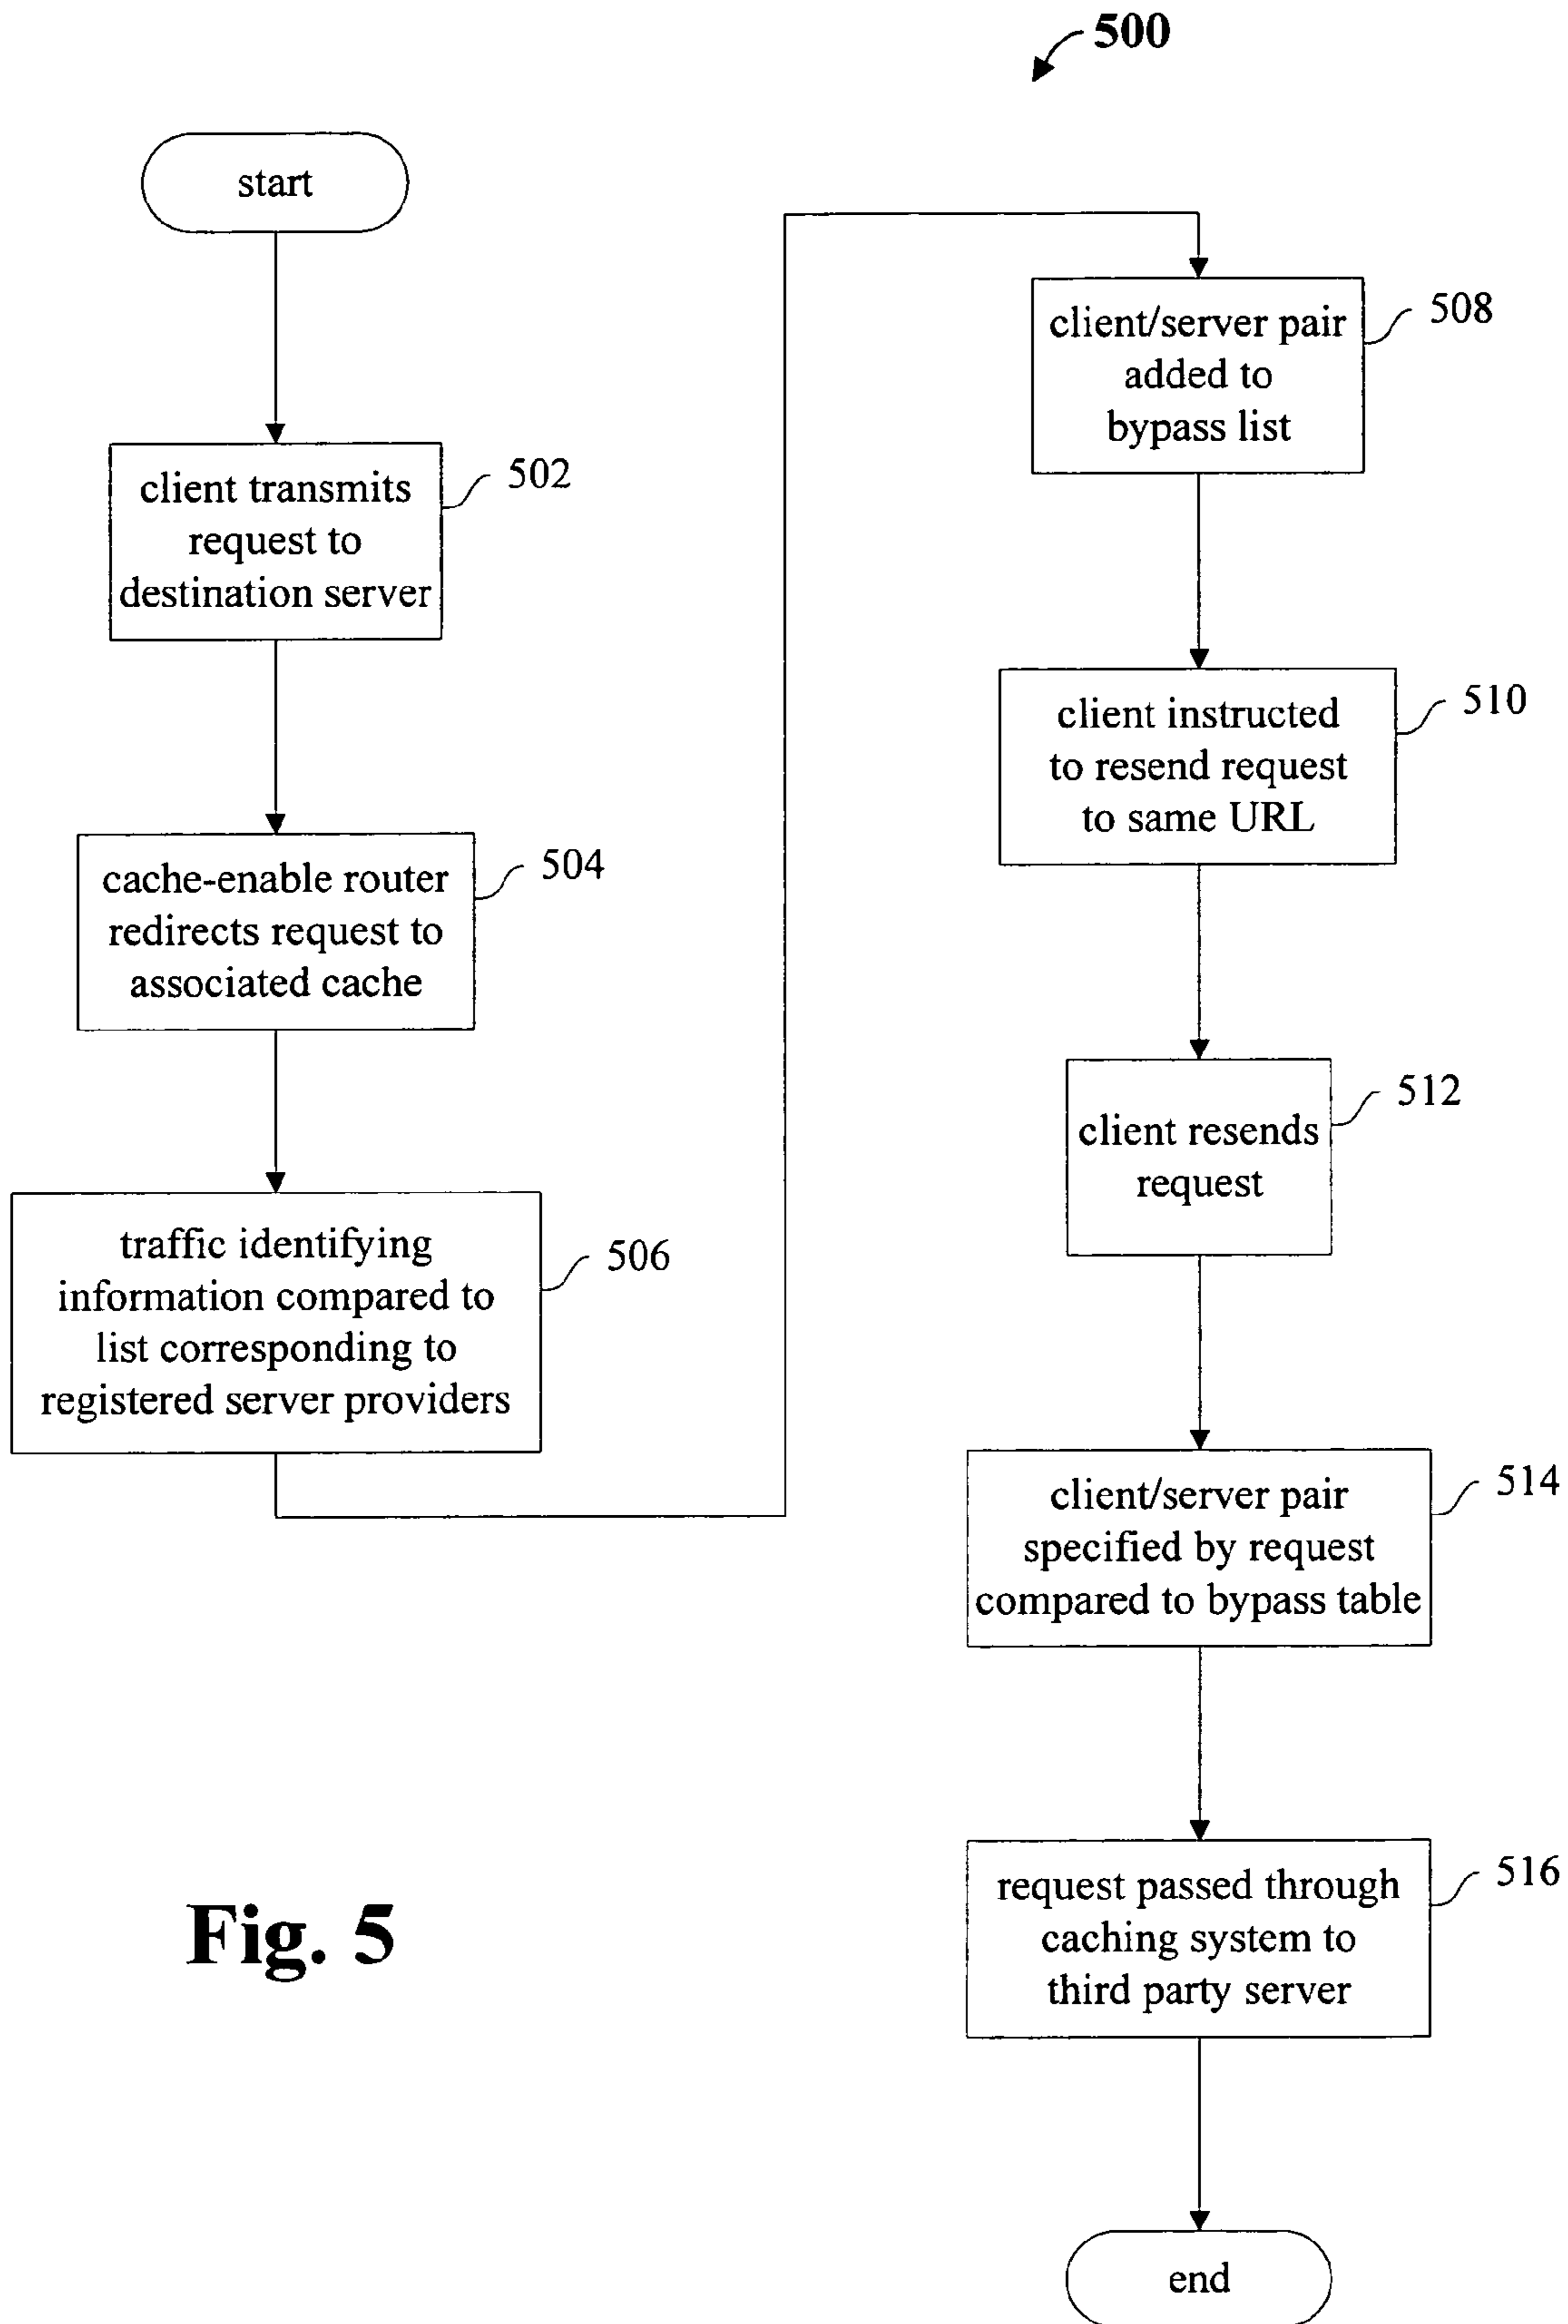 500
start
client transmits
request to
destination server
502
cache-enable router
redirects request to
associated cache
504
traffic identifying
information compared to
list corresponding to
registered server providers
506
client/server pair
added to
bypass list
508
client instructed
to resend request
to same URL
510
client resends
request
512
client/server pair
specified by request
compared to bypass table
514
request passed through
caching system to
third party server
516
end
Fig. 5